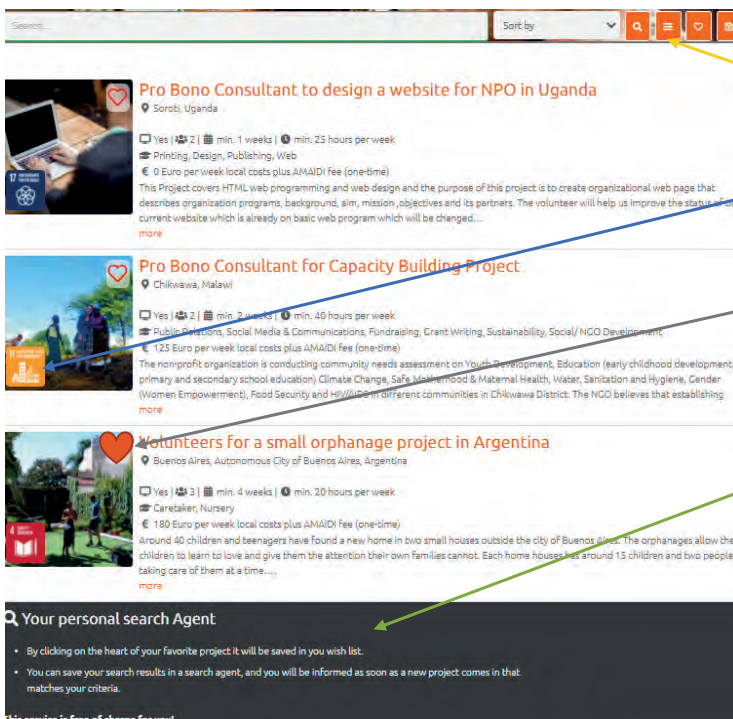 Search...
Sort by
Pro Bono Consultant to design a website for NPO in Uganda
Soroti, Uganda
Yes | 2 | min. 1 weeks | min. 25 hours per week
Printing, Design, Publishing, Web
€ 0 Euro per week local costs plus AMAIDI fee (one-time)
This Project covers HTML web programming and web design and the purpose of this project is to create organizational web page that
describes organization programs, background, aim, mission ,objectives and its partners. The volunteer will help us improve the status of
current website which is already on basic web program which will be changed...
more
17
Pro Bono Consultant for Capacity Building Project
Chikwawa, Malawi
Yes | 2 | min. 2 weeks | min. 40 hours per week
Public Relations, Social Media & Communications, Fundraising, Grant Writing, Sustainability, Social/ NGO Development
€ 125 Euro per week local costs plus AMAIDI fee (one-time)
The non-profit organization is conducting community needs assessment on Youth Development, Education (early childhood development,
primary and secondary school education) Climate Change, Safe Motherhood & Maternal Health, Water, Sanitation and Hygiene, Gender
(Women Empowerment), Food Security and HIV/AIDS in different communities in Chikwawa District. The NGO believes that establishing
more
11
Volunteers for a small orphanage project in Argentina
Buenos Aires, Autonomous City of Buenos Aires, Argentina
Yes | 3 | min. 4 weeks | min. 20 hours per week
Caretaker, Nursery
€ 180 Euro per week local costs plus AMAIDI fee (one-time)
Around 40 children and teenagers have found a new home in two small houses outside the city of Buenos Aires. The orphanages allow the
children to learn to love and give them the attention their own families cannot. Each home houses has around 15 children and two people
taking care of them at a time....
more
4
Your personal search Agent
• By clicking on the heart of your favorite project it will be saved in you wish list.
• You can save your search results in a search agent, and you will be informed as soon as a new project comes in that
matches your criteria.
This service is free of charge for you!